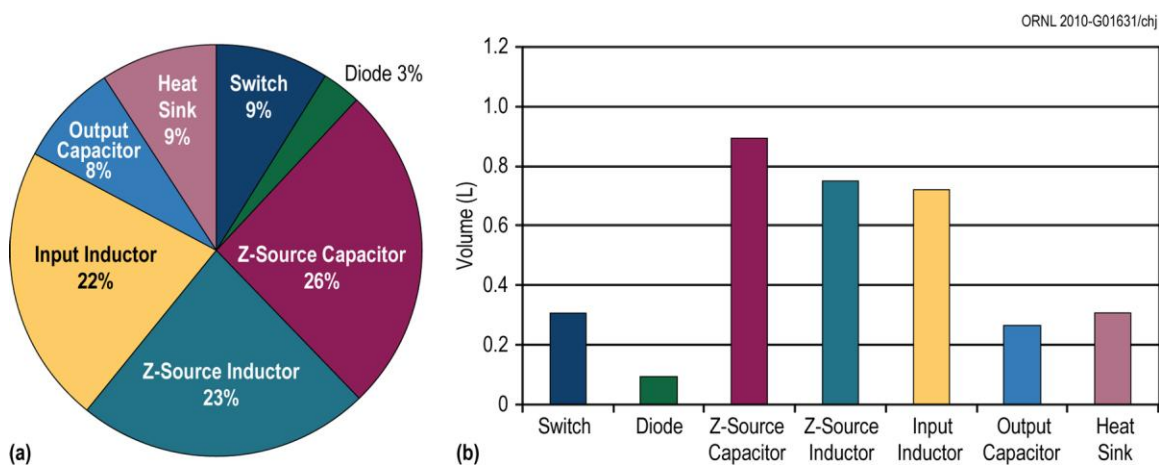 ORNL 2010-G01631/chj
Heat
Sink
9%
Switch
9%
Diode 3%
Output
Capacitor
8%
Input Inductor
22%
Z-Source Capacitor
26%
Z-Source Inductor
23%
(a)
Volume (L)
1.2
1.0
0.8
0.6
0.4
0.2
0
Switch
Diode
Z-Source
Capacitor
Z-Source
Inductor
Input
Inductor
Output
Capacitor
Heat
Sink
(b)